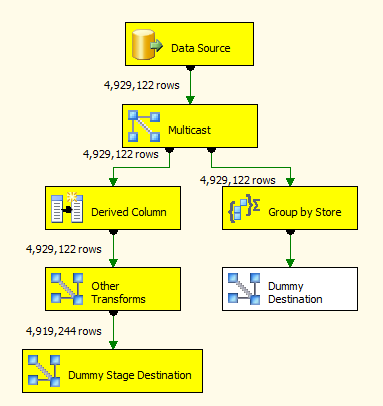 Data Source
4,929,122 rows
Multicast
4,929,122 rows
4,929,122 rows
Derived Column
Group by Store
4,929,122 rows
Other
Transforms
Dummy
Destination
4,919,244 rows
Dummy Stage Destination